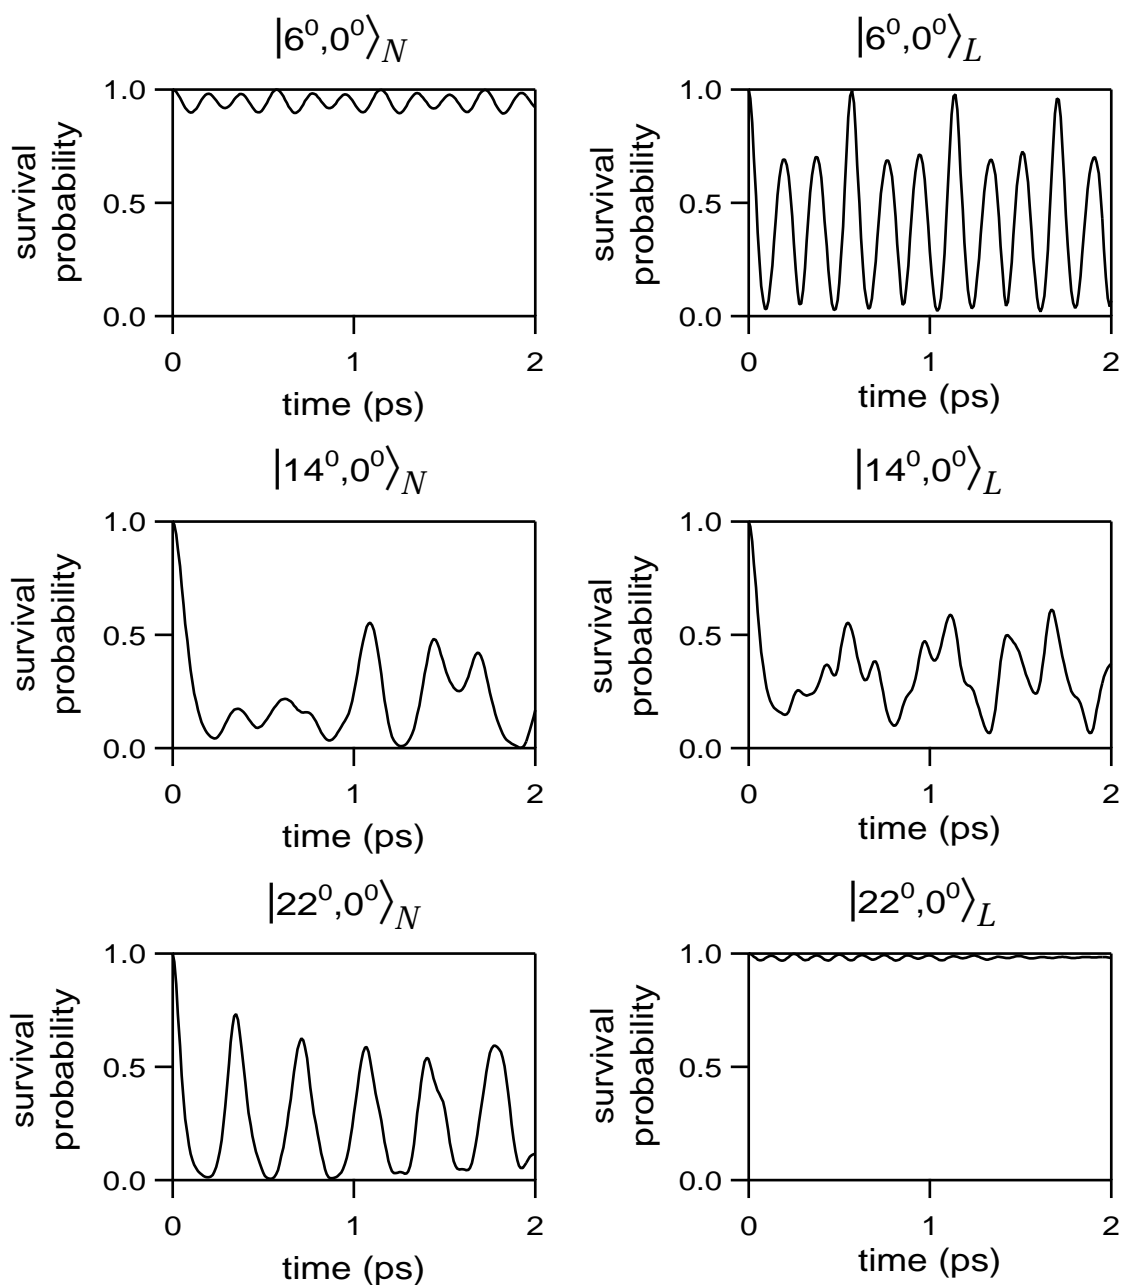 |6⁰,0⁰⟩N
survival
probability
1.0
0.5
0.0
0 1 2
time (ps)
|6⁰,0⁰⟩L
survival
probability
1.0
0.5
0.0
0 1 2
time (ps)
|14⁰,0⁰⟩N
survival
probability
1.0
0.5
0.0
0 1 2
time (ps)
|14⁰,0⁰⟩L
survival
probability
1.0
0.5
0.0
0 1 2
time (ps)
|22⁰,0⁰⟩N
survival
probability
1.0
0.5
0.0
0 1 2
time (ps)
|22⁰,0⁰⟩L
survival
probability
1.0
0.5
0.0
0 1 2
time (ps)